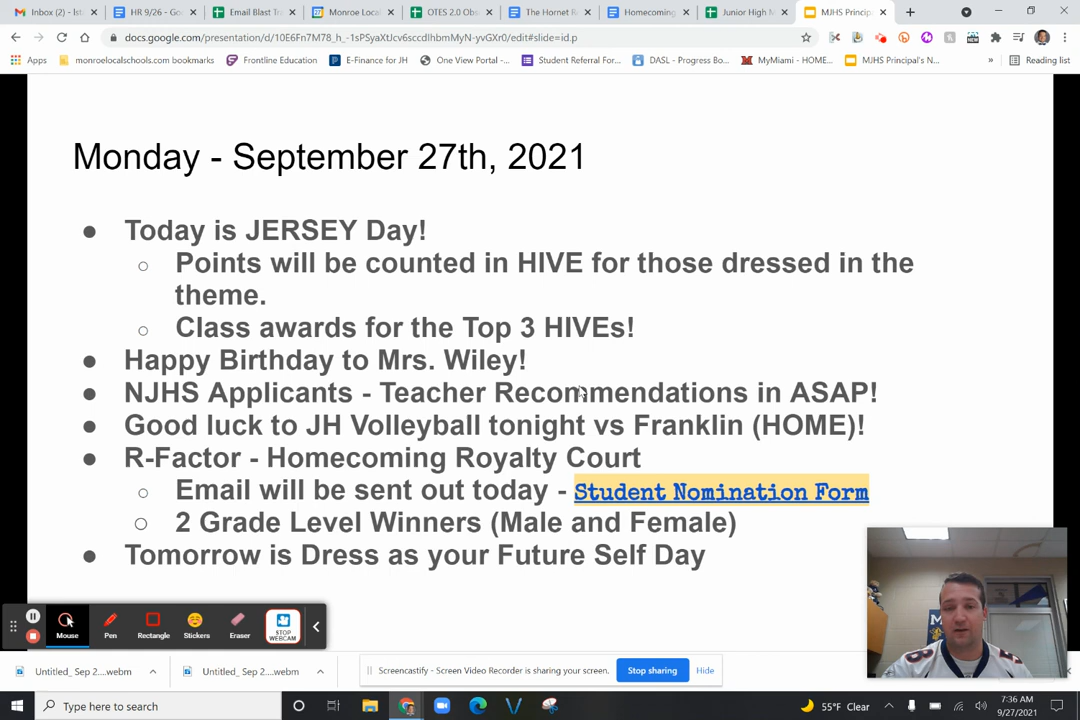 Inbox (2) - Ist
HR 9/26 - Go
Email Blast Tr
Monroe Loca
OTES 2.0 Obs
The Hornet R
Homecoming
Junior High M
MJHS Princip
docs.google.com/presentation/d/10E6Fn7M78_h_-1sPSyaXtJcv6sccdIhbmMyN-yvGXr0/edit#slide=id.p
Apps
monroelocalschools.com bookmarks
Frontline Education
E-Finance for JH
One View Portal -...
Student Referral For...
DASL - Progress Bo...
MyMiami - HOME...
MJHS Principal's N...
»
Reading list
Monday - September 27th, 2021
● Today is JERSEY Day!
○ Points will be counted in HIVE for those dressed in the
theme.
○ Class awards for the Top 3 HIVEs!
● Happy Birthday to Mrs. Wiley!
● NJHS Applicants - Teacher Recommendations in ASAP!
● Good luck to JH Volleyball tonight vs Franklin (HOME)!
● R-Factor - Homecoming Royalty Court
○ Email will be sent out today - Student Nomination Form
○ 2 Grade Level Winners (Male and Female)
● Tomorrow is Dress as your Future Self Day
Mouse
Pen
Rectangle
Stickers
Eraser
STOP
WEBCAM
Untitled_ Sep 2....webm
Untitled_ Sep 2....webm
Screencastify - Screen Video Recorder is sharing your screen.
Stop sharing
Hide
Type here to search
55°F Clear
7:36 AM
9/27/2021